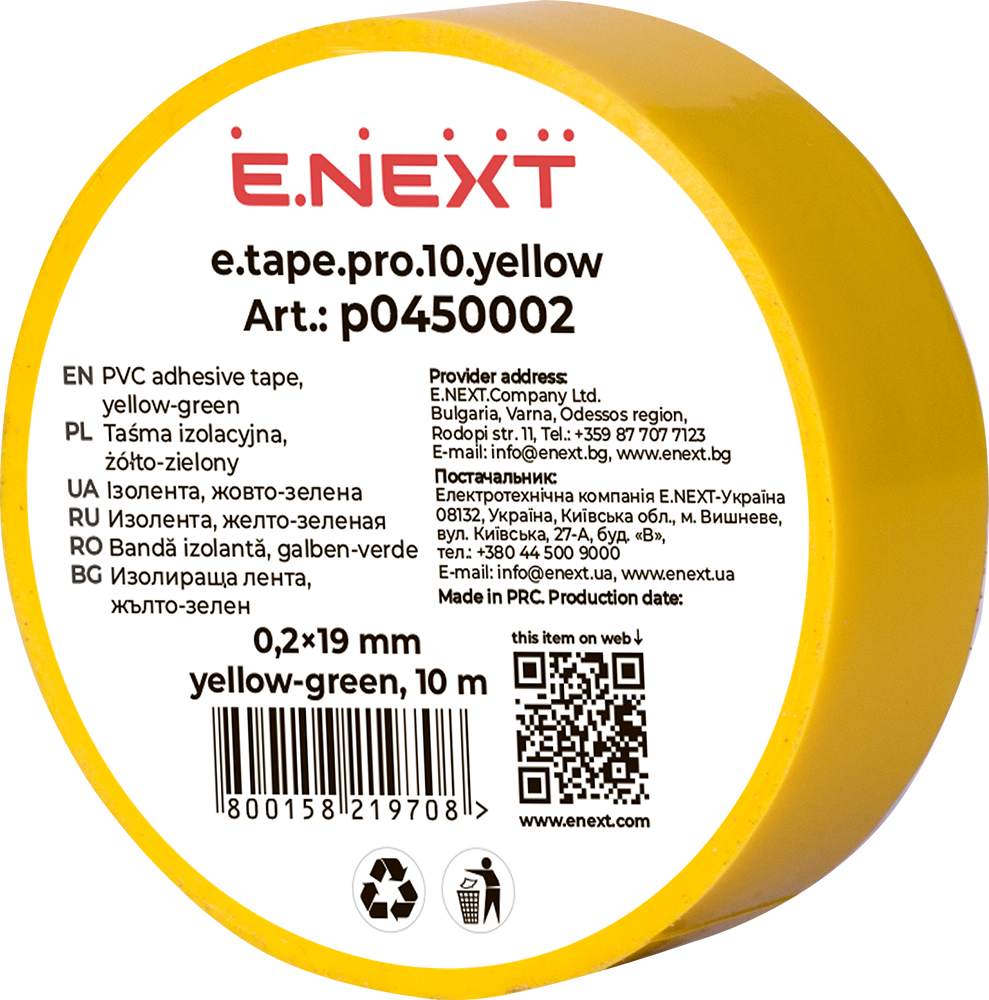 E.NEXT
e.tape.pro.10.yellow
Art.: p0450002
EN PVC adhesive tape,
yellow-green
PL Taśma izolacyjna,
żółto-zielony
UA Ізолента, жовто-зелена
RU Изолента, желто-зеленая
RO Bandă izolantă, galben-verde
BG Изолираща лента,
жълто-зелен
Provider address:
E.NEXT.Company Ltd.
Bulgaria, Varna, Odessos region,
Rodopi str. 11, Tel.: +359 87 707 7123
E-mail: info@enext.bg, www.enext.bg
Постачальник:
Електротехнічна компанія E.NEXT-Україна
08132, Україна, Київська обл., м. Вишневе,
вул. Київська, 27-А, буд. «В»,
тел.: +380 44 500 9000
E-mail: info@enext.ua, www.enext.ua
Made in PRC. Production date:
0,2×19 mm
yellow-green, 10 m
this item on web↓
800158 219708 >
www.enext.com